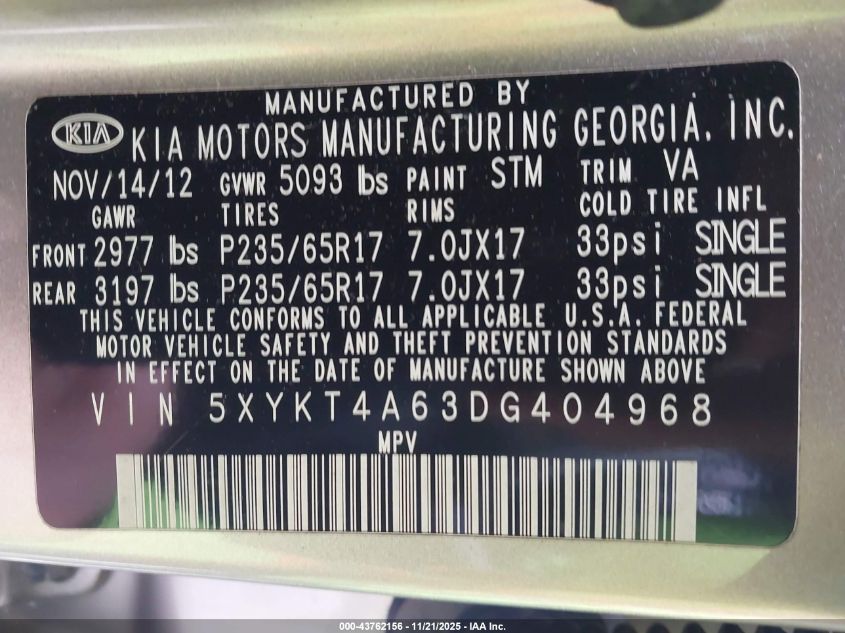 MANUFACTURED BY
KIA KIA MOTORS MANUFACTURING GEORGIA, INC.
NOV/14/12 GVWR 5093 lbs PAINT STM TRIM VA
GAWR TIRES RIMS COLD TIRE INFL
FRONT 2977 lbs P235/65R17 7.0JX17 33psi SINGLE
REAR 3197 lbs P235/65R17 7.0JX17 33psi SINGLE
THIS VEHICLE CONFORMS TO ALL APPLICABLE U.S.A. FEDERAL
MOTOR VEHICLE SAFETY AND THEFT PREVENTION STANDARDS
IN EFFECT ON THE DATE OF MANUFACTURE SHOWN ABOVE
VIN 5XYKT4A63DG404968
MPV
000-43762156 - 11/21/2025 - IAA Inc.